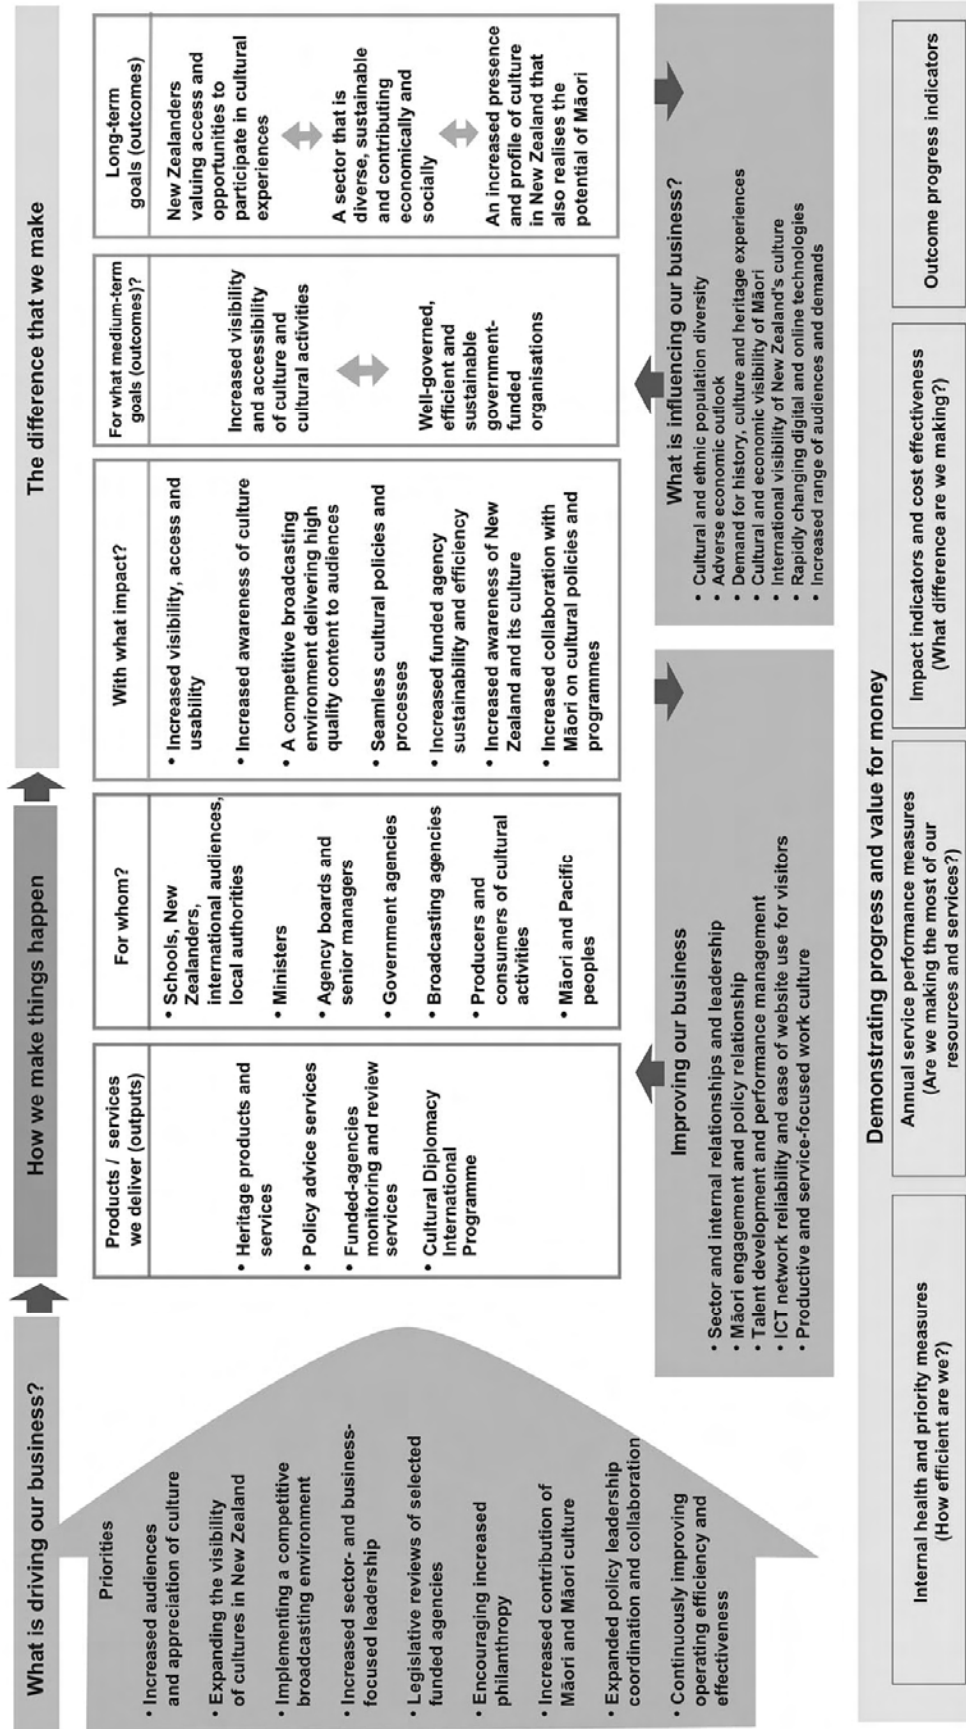 What is driving our business?
How we make things happen
The difference that we make
Priorities
• Increased audiences
and appreciation of culture
• Expanding the visibility
of cultures in New Zealand
• Implementing a competitive
broadcasting environment
• Increased sector- and business-
focused leadership
• Legislative reviews of selected
funded agencies
• Encouraging increased
philanthropy
• Increased contribution of
Māori and Māori culture
• Expanded policy leadership
coordination and collaboration
• Continuously improving
operating efficiency and
effectiveness
Products / services
we deliver (outputs)
• Heritage products and
services
• Policy advice services
• Funded-agencies
monitoring and review
services
• Cultural Diplomacy
International
Programme
For whom?
• Schools, New
Zealanders,
international audiences,
local authorities
• Ministers
• Agency boards and
senior managers
• Government agencies
• Broadcasting agencies
• Producers and
consumers of cultural
activities
• Māori and Pacific
peoples
With what impact?
• Increased visibility, access and
usability
• Increased awareness of culture
• A competitive broadcasting
environment delivering high
quality content to audiences
• Seamless cultural policies and
processes
• Increased funded agency
sustainability and efficiency
• Increased awareness of New
Zealand and its culture
• Increased collaboration with
Māori on cultural policies and
programmes
For what medium-term
goals (outcomes)?
Increased visibility
and accessibility
of culture and
cultural activities
Well-governed,
efficient and
sustainable
government-
funded
organisations
Long-term
goals (outcomes)
New Zealanders
valuing access and
opportunities to
participate in cultural
experiences
A sector that is
diverse, sustainable
and contributing
economically and
socially
An increased presence
and profile of culture
in New Zealand that
also realises the
potential of Māori
Improving our business
• Sector and internal relationships and leadership
• Māori engagement and policy relationship
• Talent development and performance management
• ICT network reliability and ease of website use for visitors
• Productive and service-focused work culture
What is influencing our business?
• Cultural and ethnic population diversity
• Adverse economic outlook
• Demand for history, culture and heritage experiences
• Cultural and economic visibility of Māori
• International visibility of New Zealand's culture
• Rapidly changing digital and online technologies
• Increased range of audiences and demands
Demonstrating progress and value for money
Internal health and priority measures
(How efficient are we?)
Annual service performance measures
(Are we making the most of our
resources and services?)
Impact indicators and cost effectiveness
(What difference are we making?)
Outcome progress indicators